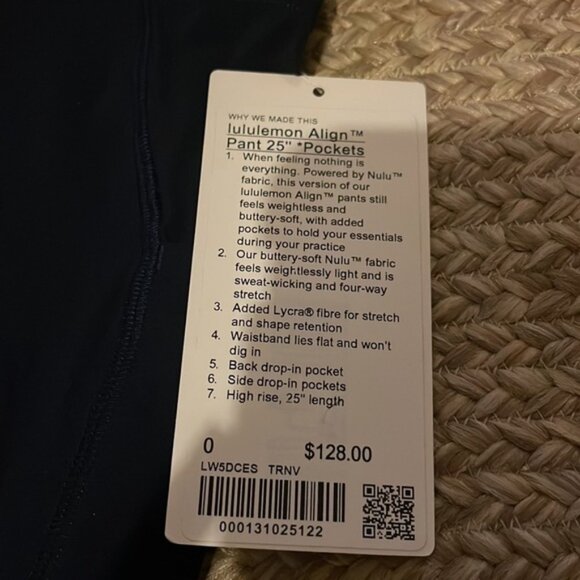 WHY WE MADE THIS
lululemon Align™
Pant 25" *Pockets
1. When feeling nothing is
everything. Powered by Nulu™
fabric, this version of our
lululemon Align™ pants still
feels weightless and
buttery-soft, with added
pockets to hold your essentials
during your practice
2. Our buttery-soft Nulu™ fabric
feels weightlessly light and is
sweat-wicking and four-way
stretch
3. Added Lycra® fibre for stretch
and shape retention
4. Waistband lies flat and won't
dig in
5. Back drop-in pocket
6. Side drop-in pockets
7. High rise, 25" length
0 $128.00
LW5DCES TRNV
000131025122